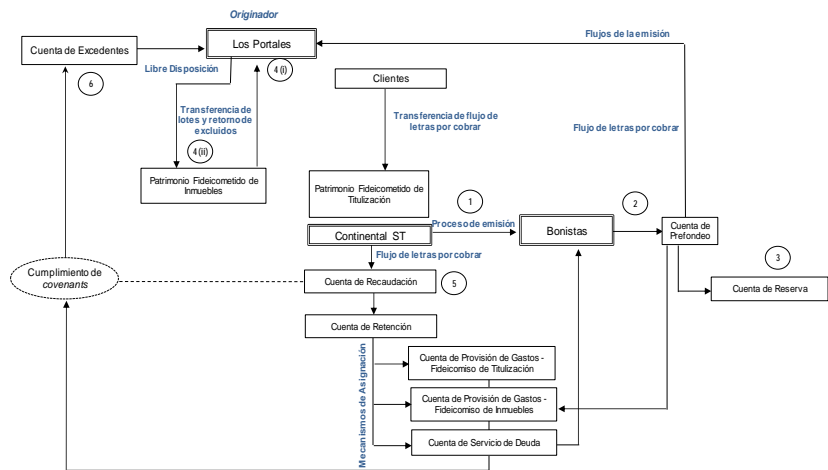 Originador
Cuenta de Excedentes
Los Portales
Flujos de la emisión
6
Libre Disposición
4 (i)
Clientes
Transferencia de
lotes y retorno de
excluidos
Transferencia de flujo de
letras por cobrar
Flujo de letras por cobrar
4 (ii)
Patrimonio Fideicometido de
Inmuebles
Patrimonio Fideicometido de
Titulización
1
2
Proceso de emisión
Continental ST
Bonistas
Cuenta de
Prefondeo
Flujo de letras por cobrar
3
Cumplimiento de
covenants
Cuenta de Recaudación
5
Cuenta de Reserva
Cuenta de Retención
Mecanismos de Asignación
Cuenta de Provisión de Gastos -
Fideicomiso de Titulización
Cuenta de Provisión de Gastos -
Fideicomiso de Inmuebles
Cuenta de Servicio de Deuda